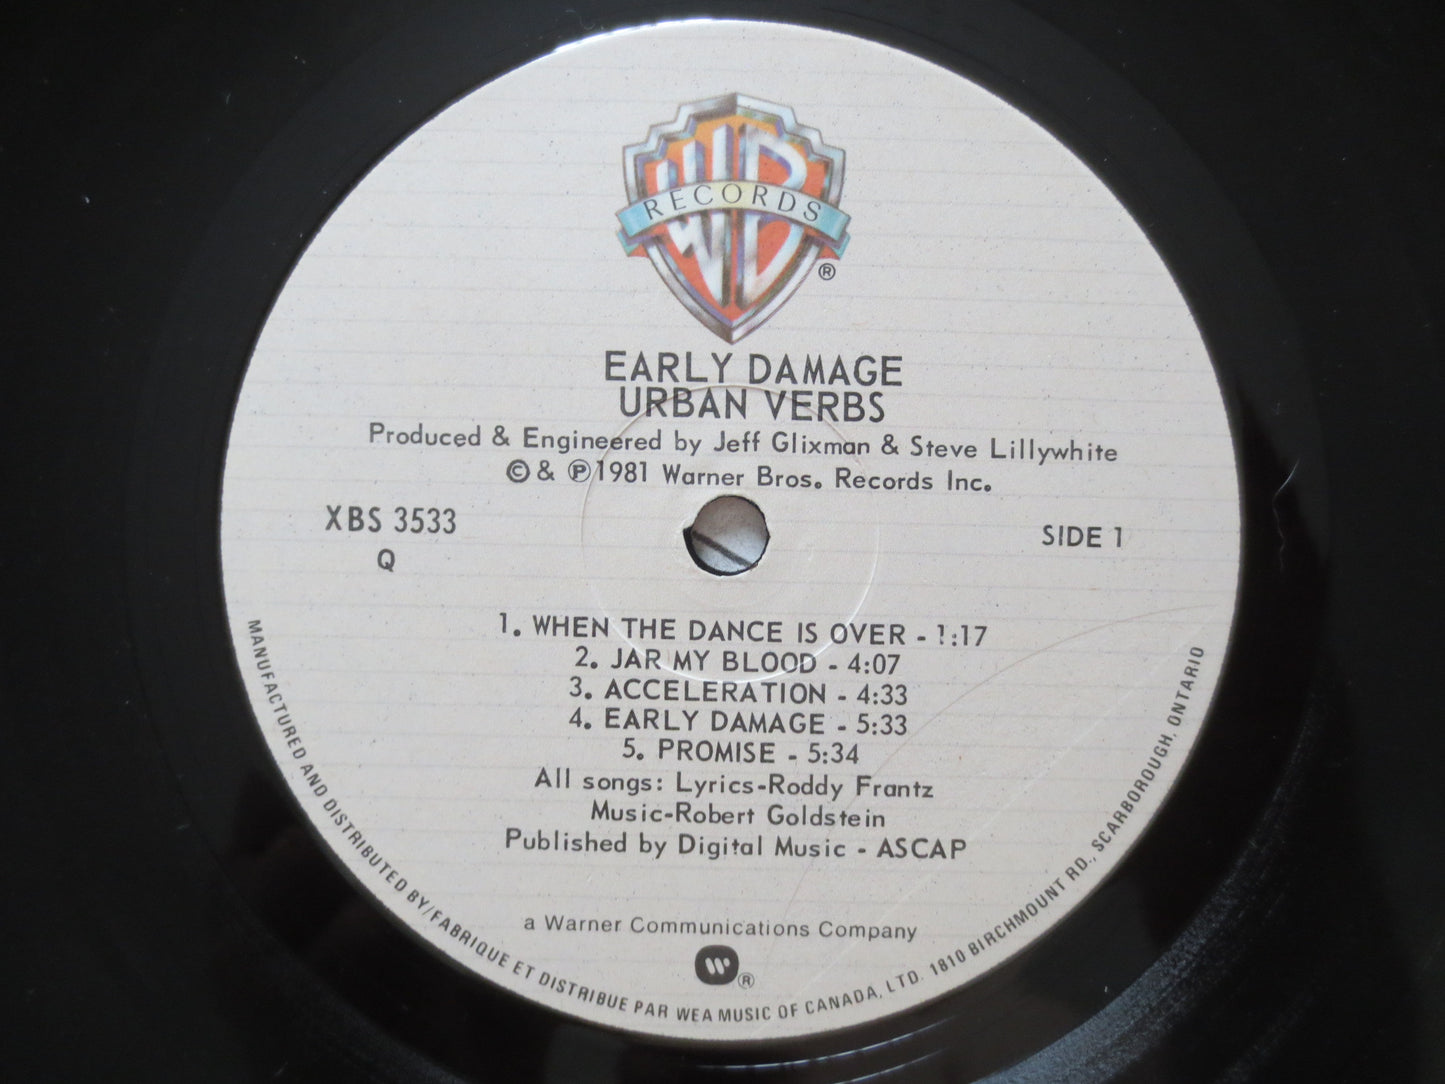 WB
RECORDS
®
EARLY DAMAGE
URBAN VERBS
Produced & Engineered by Jeff Glixman & Steve Lillywhite
© & ℗ 1981 Warner Bros. Records Inc.
XBS 3533
Q
SIDE 1
1. WHEN THE DANCE IS OVER - 1:17
2. JAR MY BLOOD - 4:07
3. ACCELERATION - 4:33
4. EARLY DAMAGE - 5:33
5. PROMISE - 5:34
All songs: Lyrics-Roddy Frantz
Music-Robert Goldstein
Published by Digital Music - ASCAP
a Warner Communications Company
W®
MANUFACTURED AND DISTRIBUTED BY/FABRIQUE ET DISTRIBUE PAR WEA MUSIC OF CANADA, LTD. 1810 BIRCHMOUNT RD., SCARBOROUGH, ONTARIO